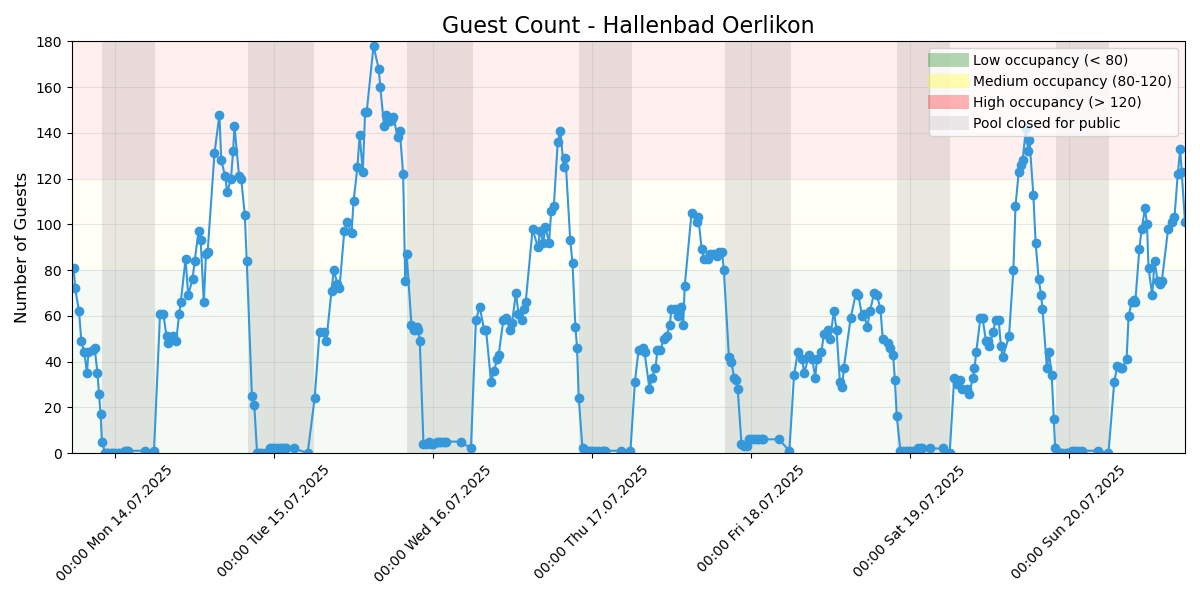 Guest Count - Hallenbad Oerlikon
Number of Guests
180
160
140
120
100
80
60
40
20
0
Low occupancy (< 80)
Medium occupancy (80-120)
High occupancy (> 120)
Pool closed for public
00:00 Mon 14.07.2025
00:00 Tue 15.07.2025
00:00 Wed 16.07.2025
00:00 Thu 17.07.2025
00:00 Fri 18.07.2025
00:00 Sat 19.07.2025
00:00 Sun 20.07.2025